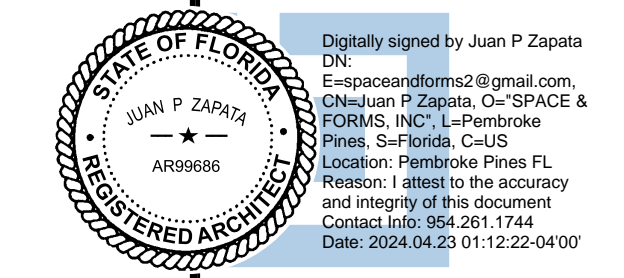 STATE OF FLORIDA
JUAN P ZAPATA
AR99686
REGISTERED ARCHITECT
Digitally signed by Juan P Zapata
DN:
E=spaceandforms2@gmail.com,
CN=Juan P Zapata, O="SPACE &
FORMS, INC", L=Pembroke
Pines, S=Florida, C=US
Location: Pembroke Pines FL
Reason: I attest to the accuracy
and integrity of this document
Contact Info: 954.261.1744
Date: 2024.04.23 01:12:22-04'00'